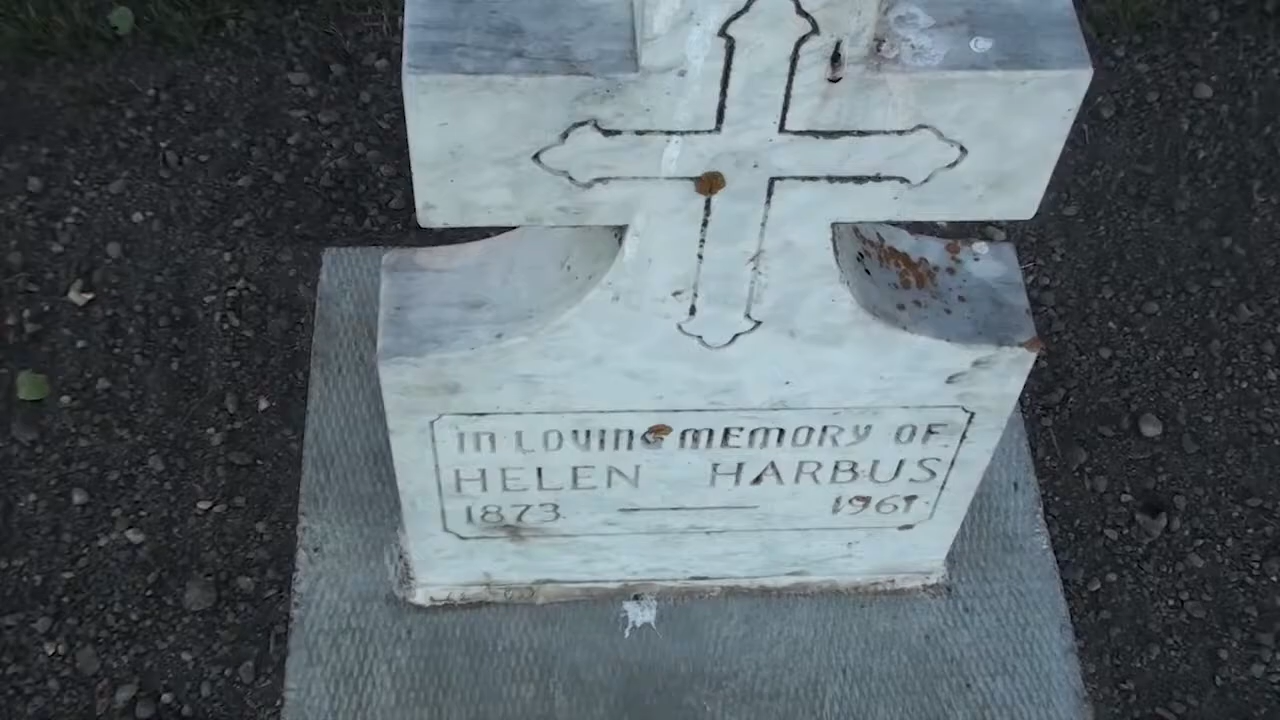 IN LOVING MEMORY OF
HELEN HARBUS
1873 — 1961